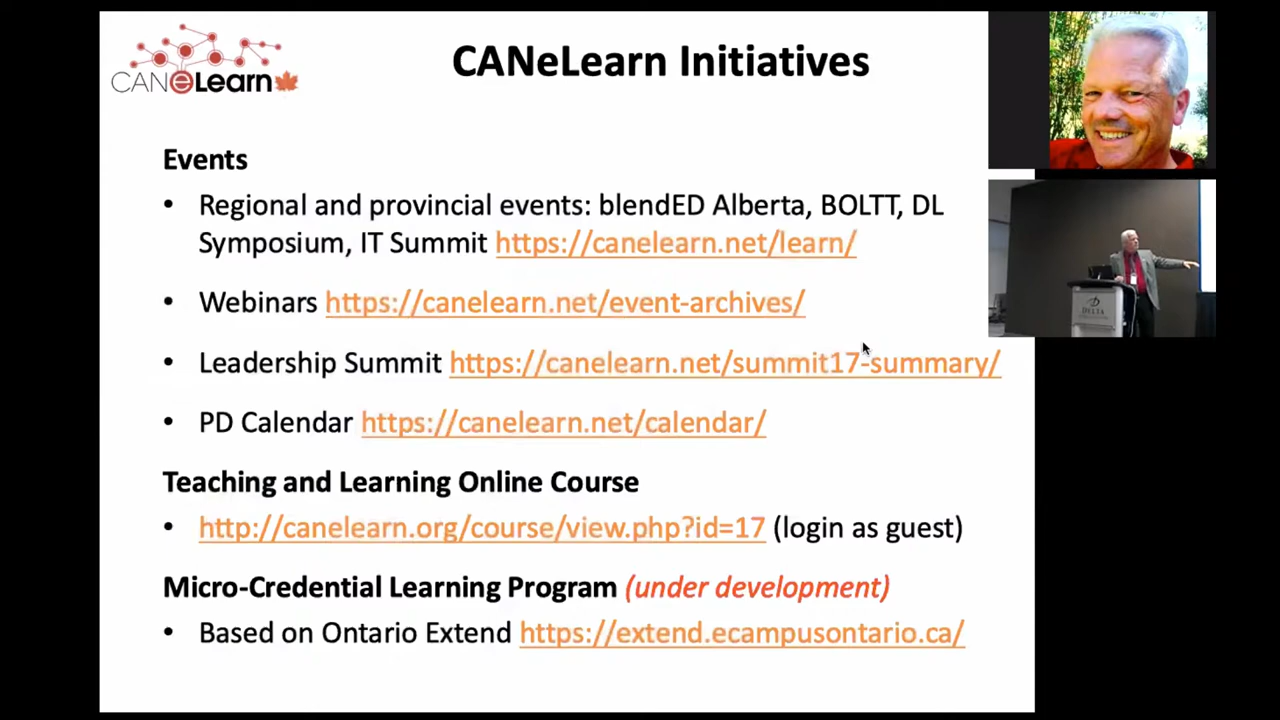 CANeLearn
CANeLearn Initiatives
Events
• Regional and provincial events: blendED Alberta, BOLTT, DL
Symposium, IT Summit https://canelearn.net/learn/
• Webinars https://canelearn.net/event-archives/
• Leadership Summit https://canelearn.net/summit17-summary/
• PD Calendar https://canelearn.net/calendar/
Teaching and Learning Online Course
• http://canelearn.org/course/view.php?id=17 (login as guest)
Micro-Credential Learning Program (under development)
• Based on Ontario Extend https://extend.ecampusontario.ca/
DELTA